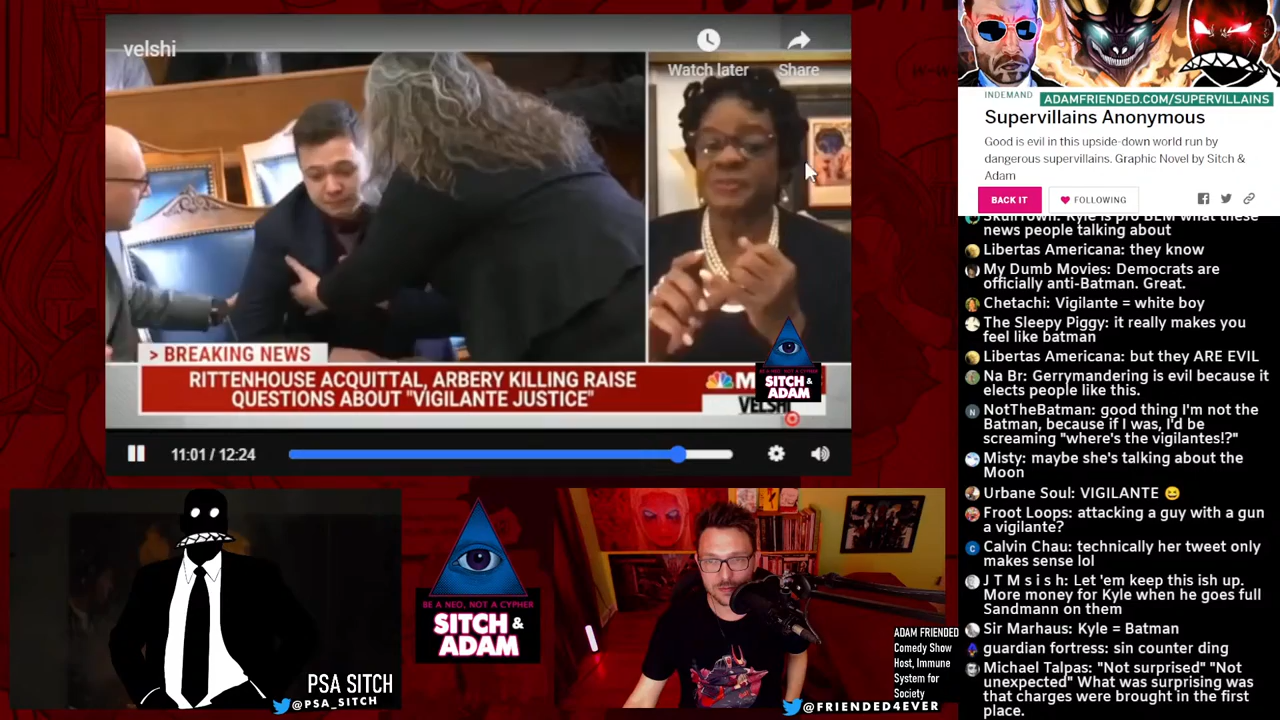 velshi
Watch later
Share
> BREAKING NEWS
RITTENHOUSE ACQUITTAL, ARBERY KILLING RAISE
QUESTIONS ABOUT "VIGILANTE JUSTICE"
VELSHI
BE A NEO, NOT A CYPHER
SITCH &
ADAM
11:01 / 12:24
INDEMAND
ADAMFRIENDED.COM/SUPERVILLAINS
Supervillains Anonymous
Good is evil in this upside-down world run by
dangerous supervillains. Graphic Novel by Sitch &
Adam
BACK IT
FOLLOWING
SkullTown: Kyle is pro BLM what these
news people talking about
Libertas Americana: they know
My Dumb Movies: Democrats are
officially anti-Batman. Great.
Chetachi: Vigilante = white boy
The Sleepy Piggy: it really makes you
feel like batman
Libertas Americana: but they ARE EVIL
Na Br: Gerrymandering is evil because it
elects people like this.
NotTheBatman: good thing I'm not the
Batman, because if I was, I'd be
screaming "where's the vigilantes!?"
Misty: maybe she's talking about the
Moon
Urbane Soul: VIGILANTE 😄
Froot Loops: attacking a guy with a gun
a vigilante?
Calvin Chau: technically her tweet only
makes sense lol
J T M s i s h: Let 'em keep this ish up.
More money for Kyle when he goes full
Sandmann on them
Sir Marhaus: Kyle = Batman
guardian fortress: sin counter ding
Michael Talpas: "Not surprised" "Not
unexpected" What was surprising was
that charges were brought in the first
place.
PSA SITCH
@PSA_SITCH
BE A NEO, NOT A CYPHER
SITCH &
ADAM
ADAM FRIENDED
Comedy Show
Host, Immune
System for
Society
@FRIENDED4EVER